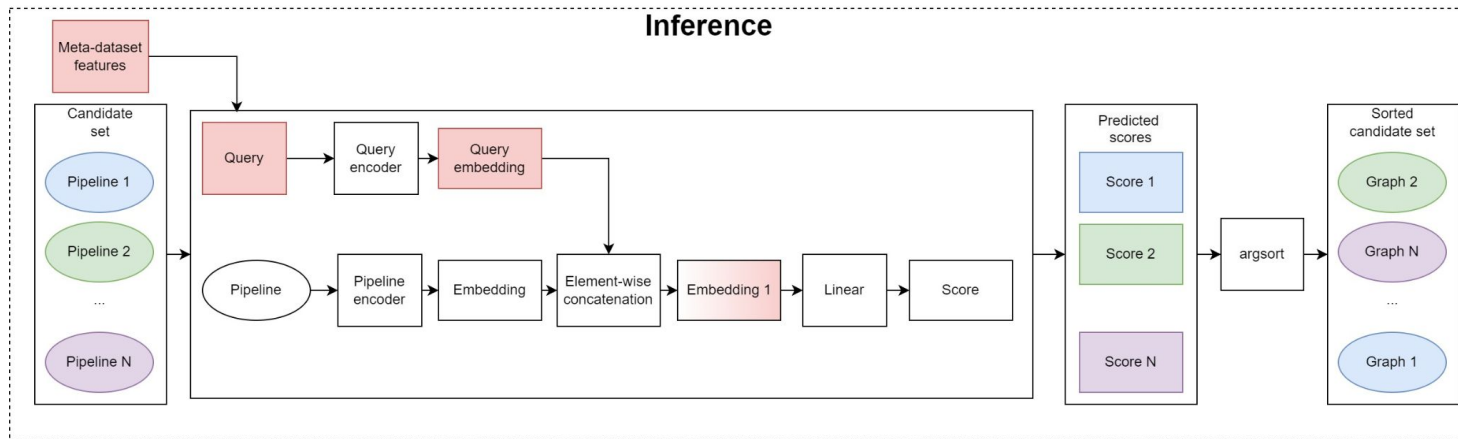 Inference
Meta-dataset
features
Candidate
set
Pipeline 1
Pipeline 2
...
Pipeline N
Query
Query
encoder
Query
embedding
Pipeline
Pipeline
encoder
Embedding
Element-wise
concatenation
Embedding 1
Linear
Score
Predicted
scores
Score 1
Score 2
Score N
argsort
Sorted
candidate set
Graph 2
Graph N
...
Graph 1